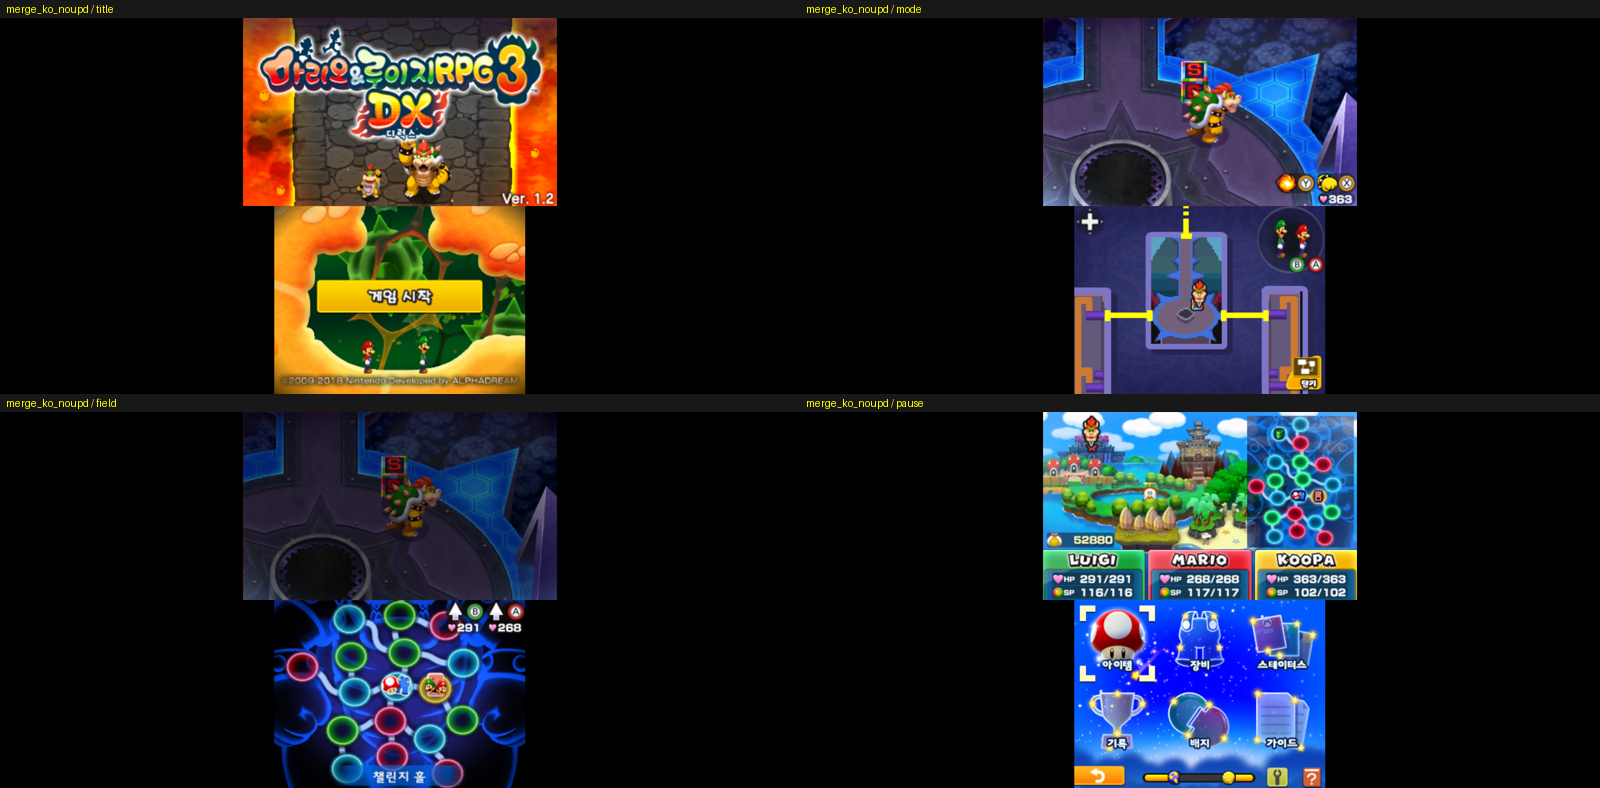 merge_ko_noupd / title
마리오&루이지RPG3
DX
디럭스
Ver. 1.2
게임 시작
©2009-2018 Nintendo Developed by ALPHADREAM
merge_ko_noupd / mode
S
Y
X
363
B
A
닫기
merge_ko_noupd / field
S
B
A
291
268
챌린지 홀
merge_ko_noupd / pause
52880
LUIGI
HP 291/291
SP 116/116
MARIO
HP 268/268
SP 117/117
KOOPA
HP 363/363
SP 102/102
아이템
장비
스테이터스
기록
배지
가이드
?